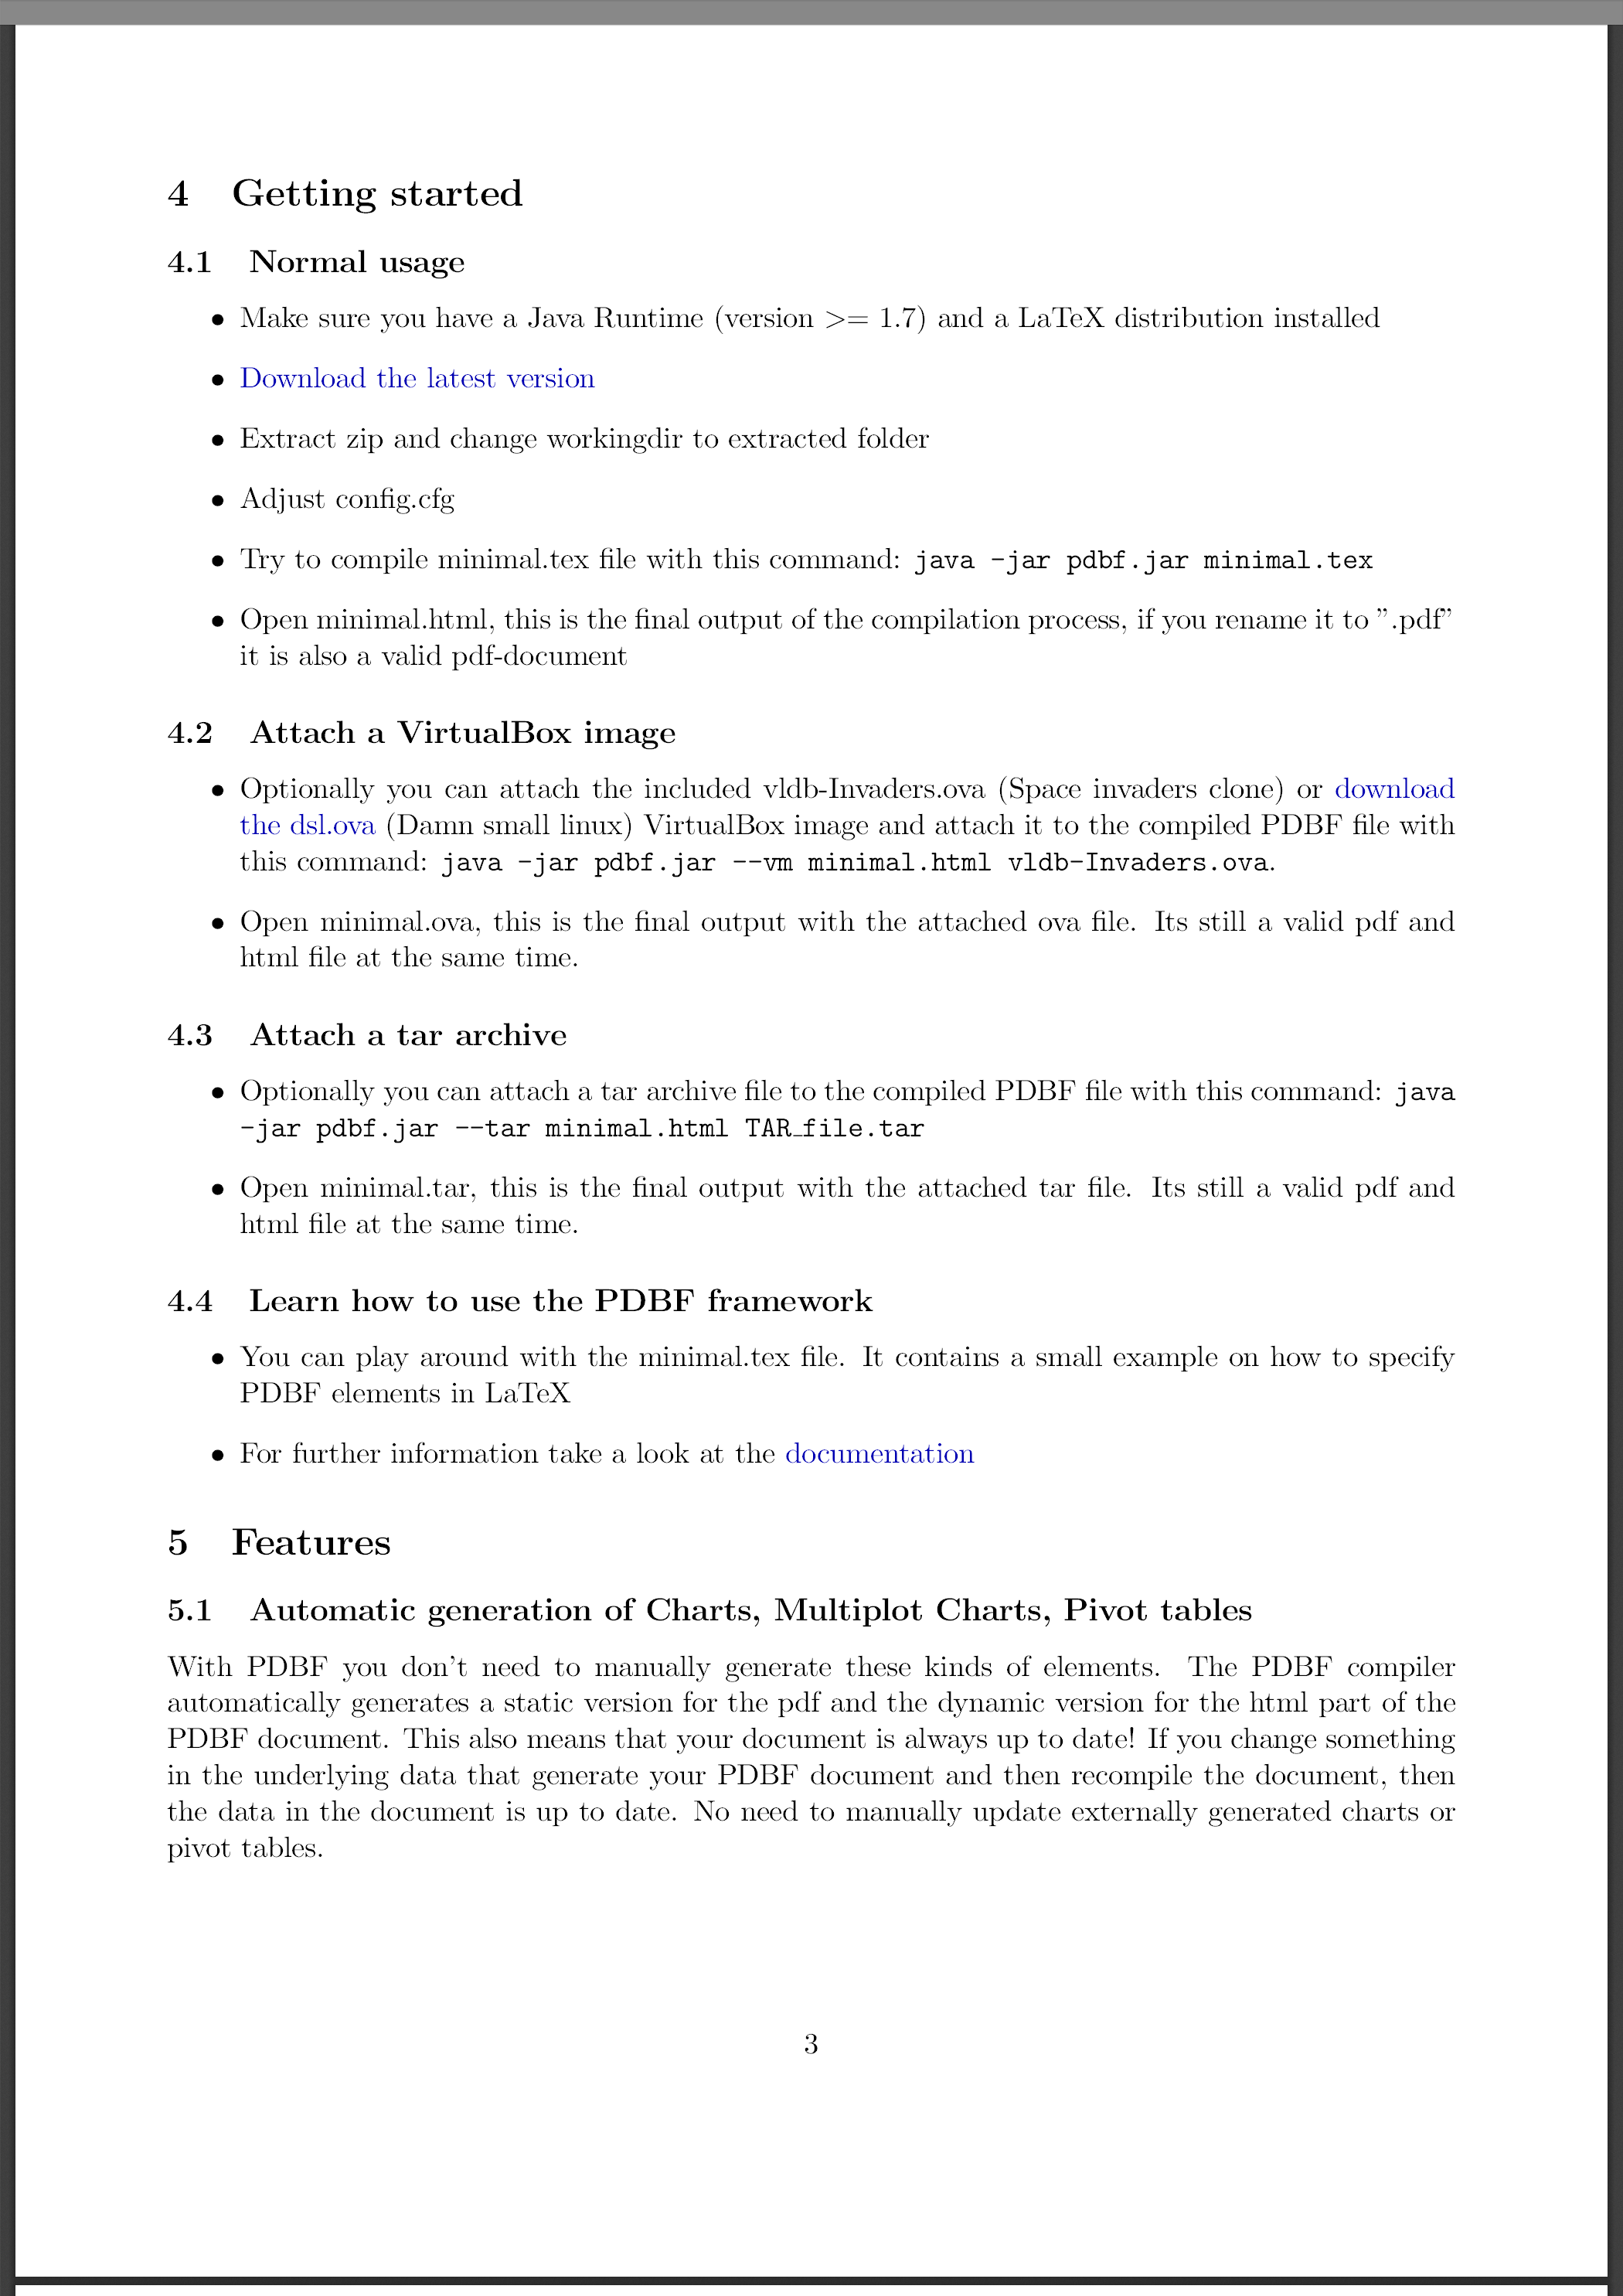 4 Getting started
4.1 Normal usage
• Make sure you have a Java Runtime (version >= 1.7) and a LaTeX distribution installed
• Download the latest version
• Extract zip and change workingdir to extracted folder
• Adjust config.cfg
• Try to compile minimal.tex file with this command: java -jar pdbf.jar minimal.tex
• Open minimal.html, this is the final output of the compilation process, if you rename it to ”.pdf”
it is also a valid pdf-document
4.2 Attach a VirtualBox image
• Optionally you can attach the included vldb-Invaders.ova (Space invaders clone) or download
the dsl.ova (Damn small linux) VirtualBox image and attach it to the compiled PDBF file with
this command: java -jar pdbf.jar --vm minimal.html vldb-Invaders.ova.
• Open minimal.ova, this is the final output with the attached ova file. Its still a valid pdf and
html file at the same time.
4.3 Attach a tar archive
• Optionally you can attach a tar archive file to the compiled PDBF file with this command: java
-jar pdbf.jar --tar minimal.html TAR_file.tar
• Open minimal.tar, this is the final output with the attached tar file. Its still a valid pdf and
html file at the same time.
4.4 Learn how to use the PDBF framework
• You can play around with the minimal.tex file. It contains a small example on how to specify
PDBF elements in LaTeX
• For further information take a look at the documentation
5 Features
5.1 Automatic generation of Charts, Multiplot Charts, Pivot tables
With PDBF you don’t need to manually generate these kinds of elements. The PDBF compiler
automatically generates a static version for the pdf and the dynamic version for the html part of the
PDBF document. This also means that your document is always up to date! If you change something
in the underlying data that generate your PDBF document and then recompile the document, then
the data in the document is up to date. No need to manually update externally generated charts or
pivot tables.
3